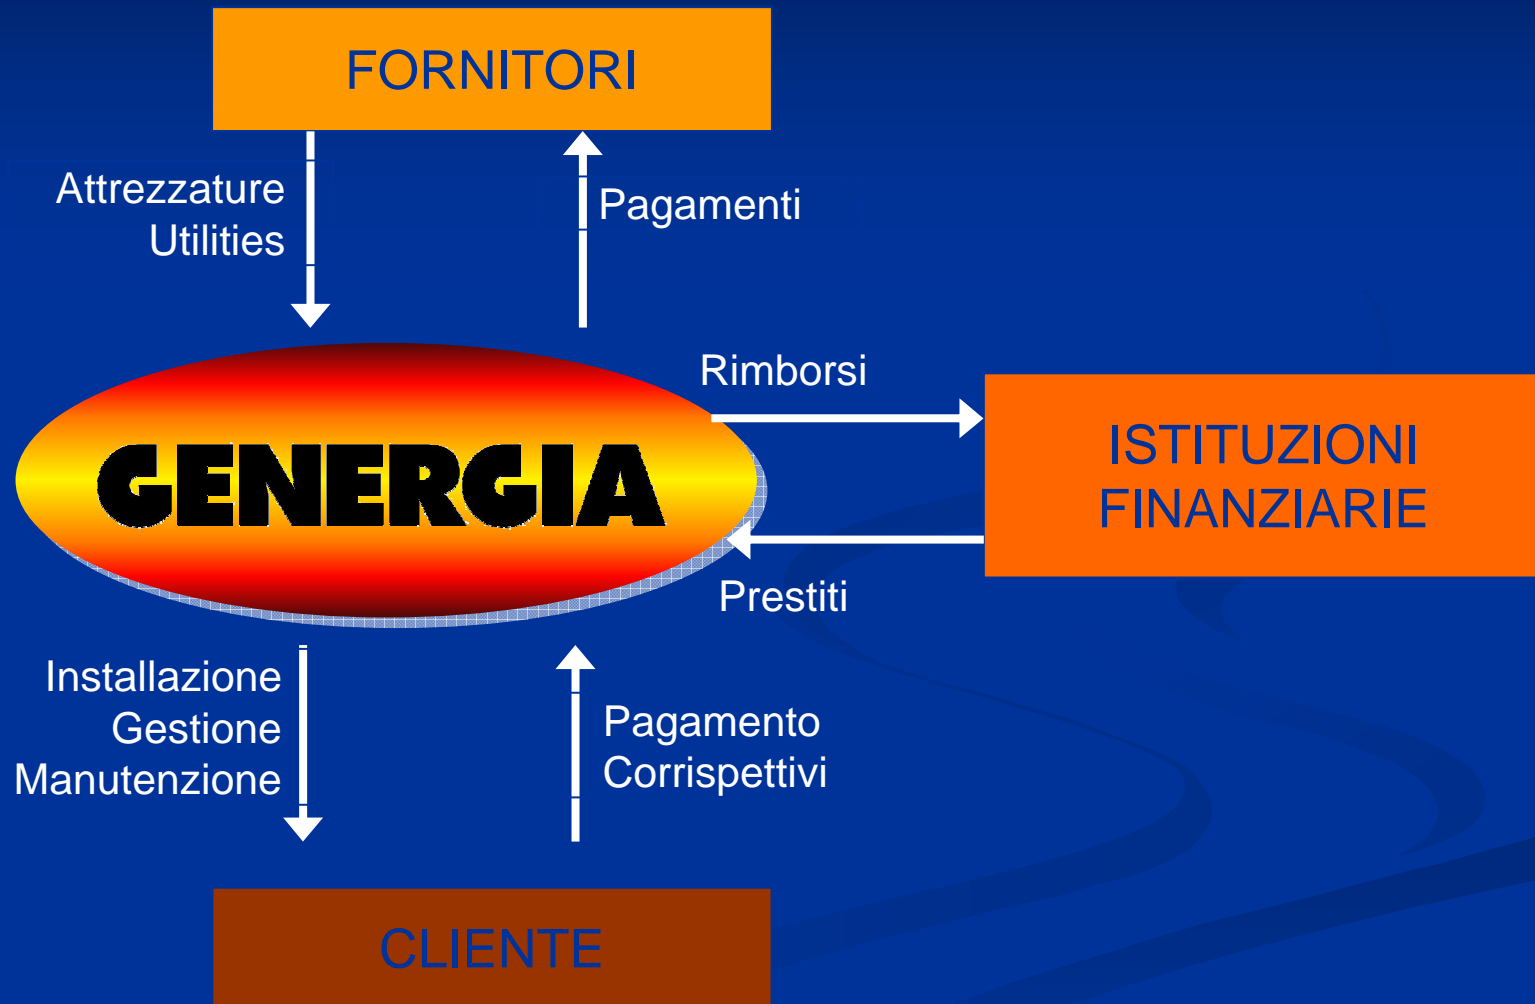 FORNITORI
Attrezzature
Utilities
Pagamenti
Rimborsi
GENERGIA
ISTITUZIONI
FINANZIARIE
Prestiti
Installazione
Gestione
Manutenzione
Pagamento
Corrispettivi
CLIENTE